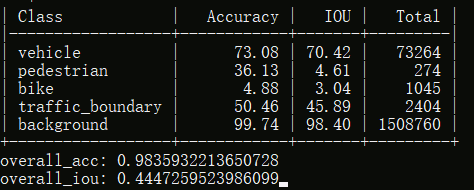 | Class | Accuracy | IOU | Total |
|------------------+----------+-------+---------|
| vehicle | 73.08 | 70.42 | 73264 |
| pedestrian | 36.13 | 4.61 | 274 |
| bike | 4.88 | 3.04 | 1045 |
| traffic_boundary | 50.46 | 45.89 | 2404 |
| background | 99.74 | 98.40 | 1508760 |
+------------------+----------+-------+---------+
overall_acc: 0.9835932213650728
overall_iou: 0.4447259523986099